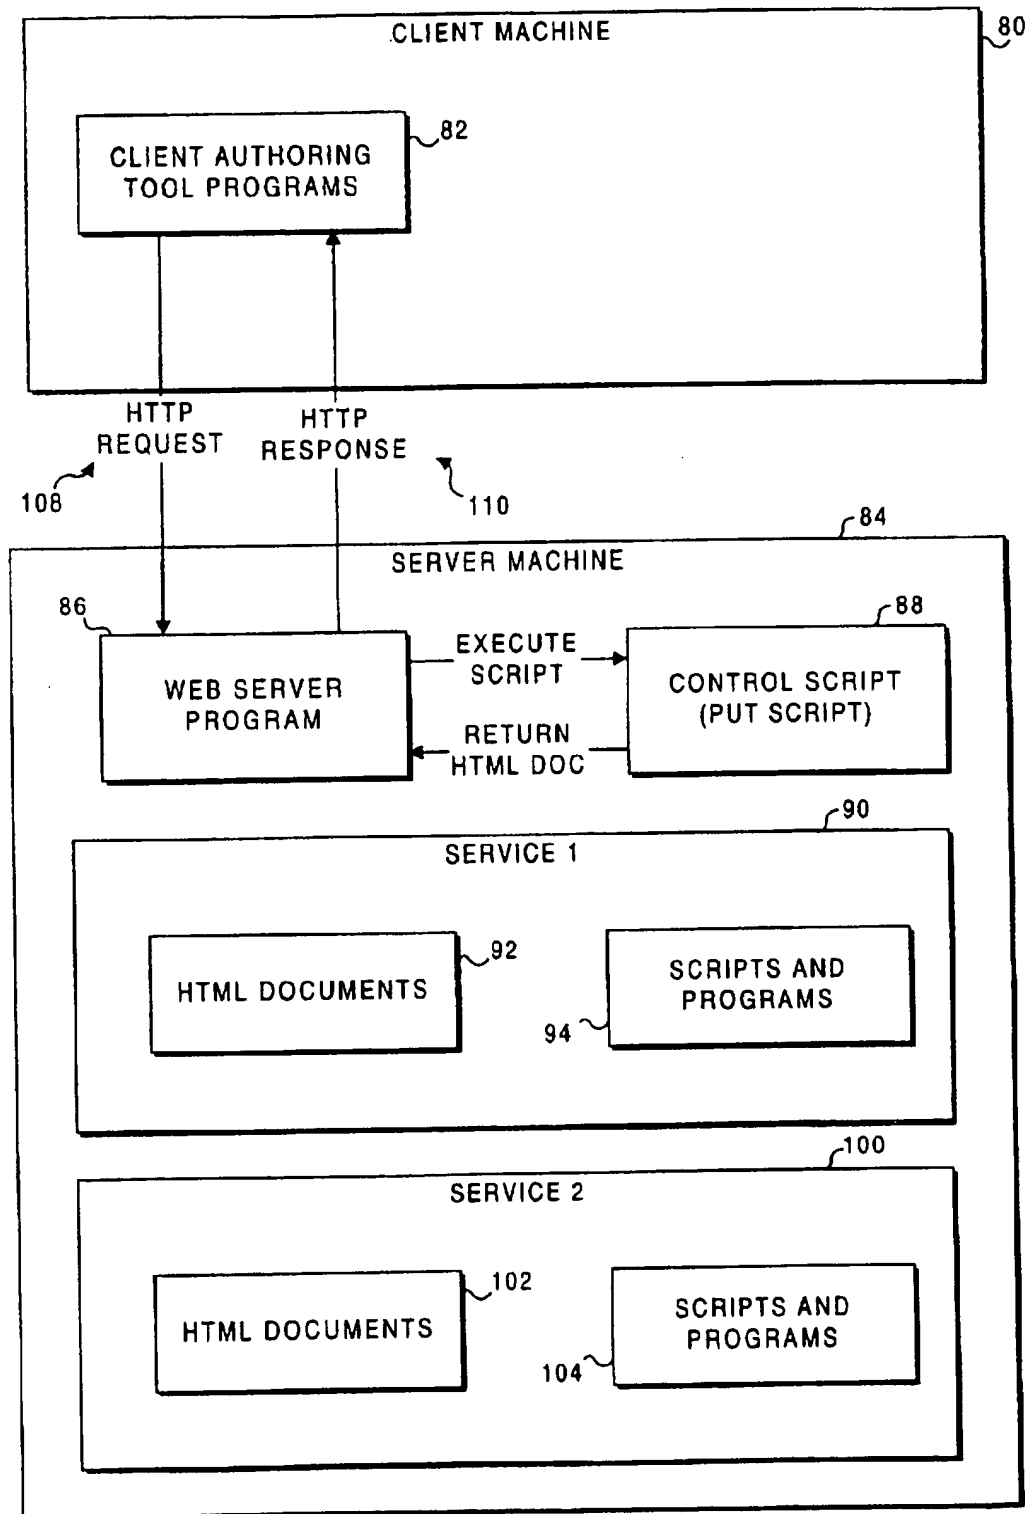 CLIENT MACHINE
80
CLIENT AUTHORING
TOOL PROGRAMS
82
HTTP
REQUEST
HTTP
RESPONSE
108
110
84
SERVER MACHINE
86
WEB SERVER
PROGRAM
EXECUTE
SCRIPT
RETURN
HTML DOC
88
CONTROL SCRIPT
(PUT SCRIPT)
90
SERVICE 1
HTML DOCUMENTS
92
SCRIPTS AND
PROGRAMS
94
100
SERVICE 2
HTML DOCUMENTS
102
SCRIPTS AND
PROGRAMS
104